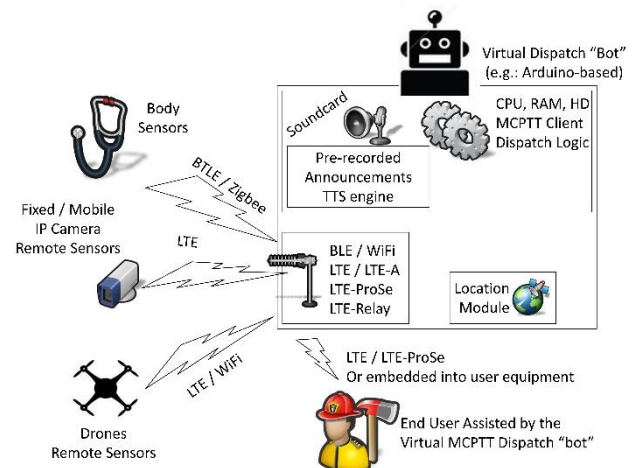 Virtual Dispatch “Bot”
(e.g.: Arduino-based)
Body
Sensors
Soundcard
CPU, RAM, HD
MCPTT Client
Dispatch Logic
Pre-recorded
Announcements
TTS engine
BTLE / Zigbee
Fixed / Mobile
IP Camera
Remote Sensors
LTE
BLE / WiFi
LTE / LTE-A
LTE-ProSe
LTE-Relay
Location
Module
LTE / WiFi
LTE / LTE-ProSe
Or embedded into user equipment
Drones
Remote Sensors
End User Assisted by the
Virtual MCPTT Dispatch “bot”